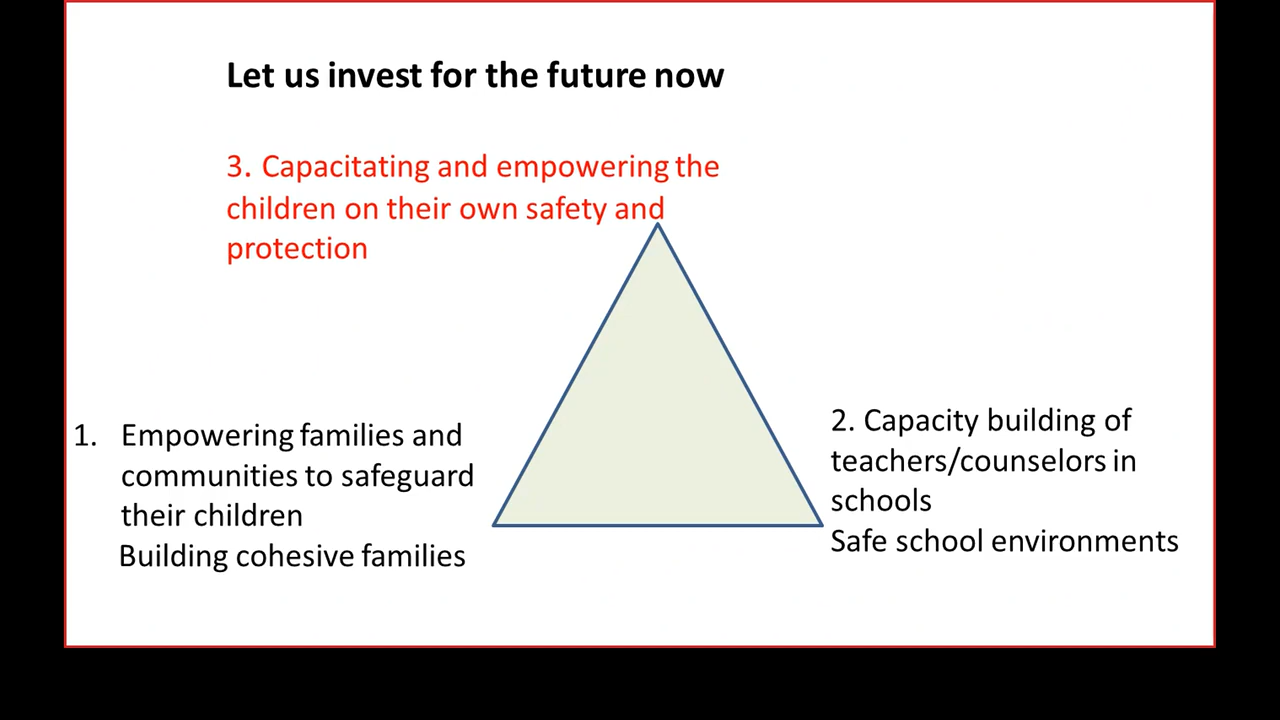 Let us invest for the future now
3. Capacitating and empowering the
children on their own safety and
protection
1. Empowering families and
communities to safeguard
their children
Building cohesive families
2. Capacity building of
teachers/counselors in
schools
Safe school environments